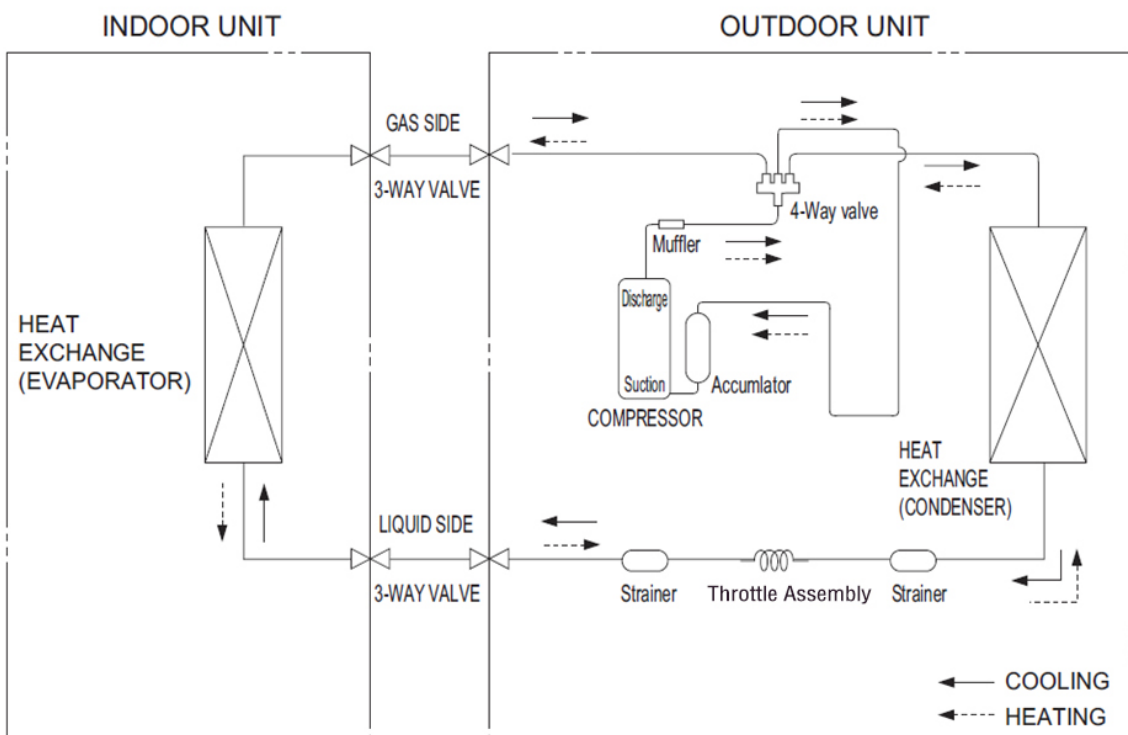 INDOOR UNIT
OUTDOOR UNIT
GAS SIDE
3-WAY VALVE
4-Way valve
Muffler
Discharge
Suction
Accumlator
COMPRESSOR
HEAT
EXCHANGE
(EVAPORATOR)
HEAT
EXCHANGE
(CONDENSER)
LIQUID SIDE
3-WAY VALVE
Strainer
Throttle Assembly
Strainer
COOLING
HEATING